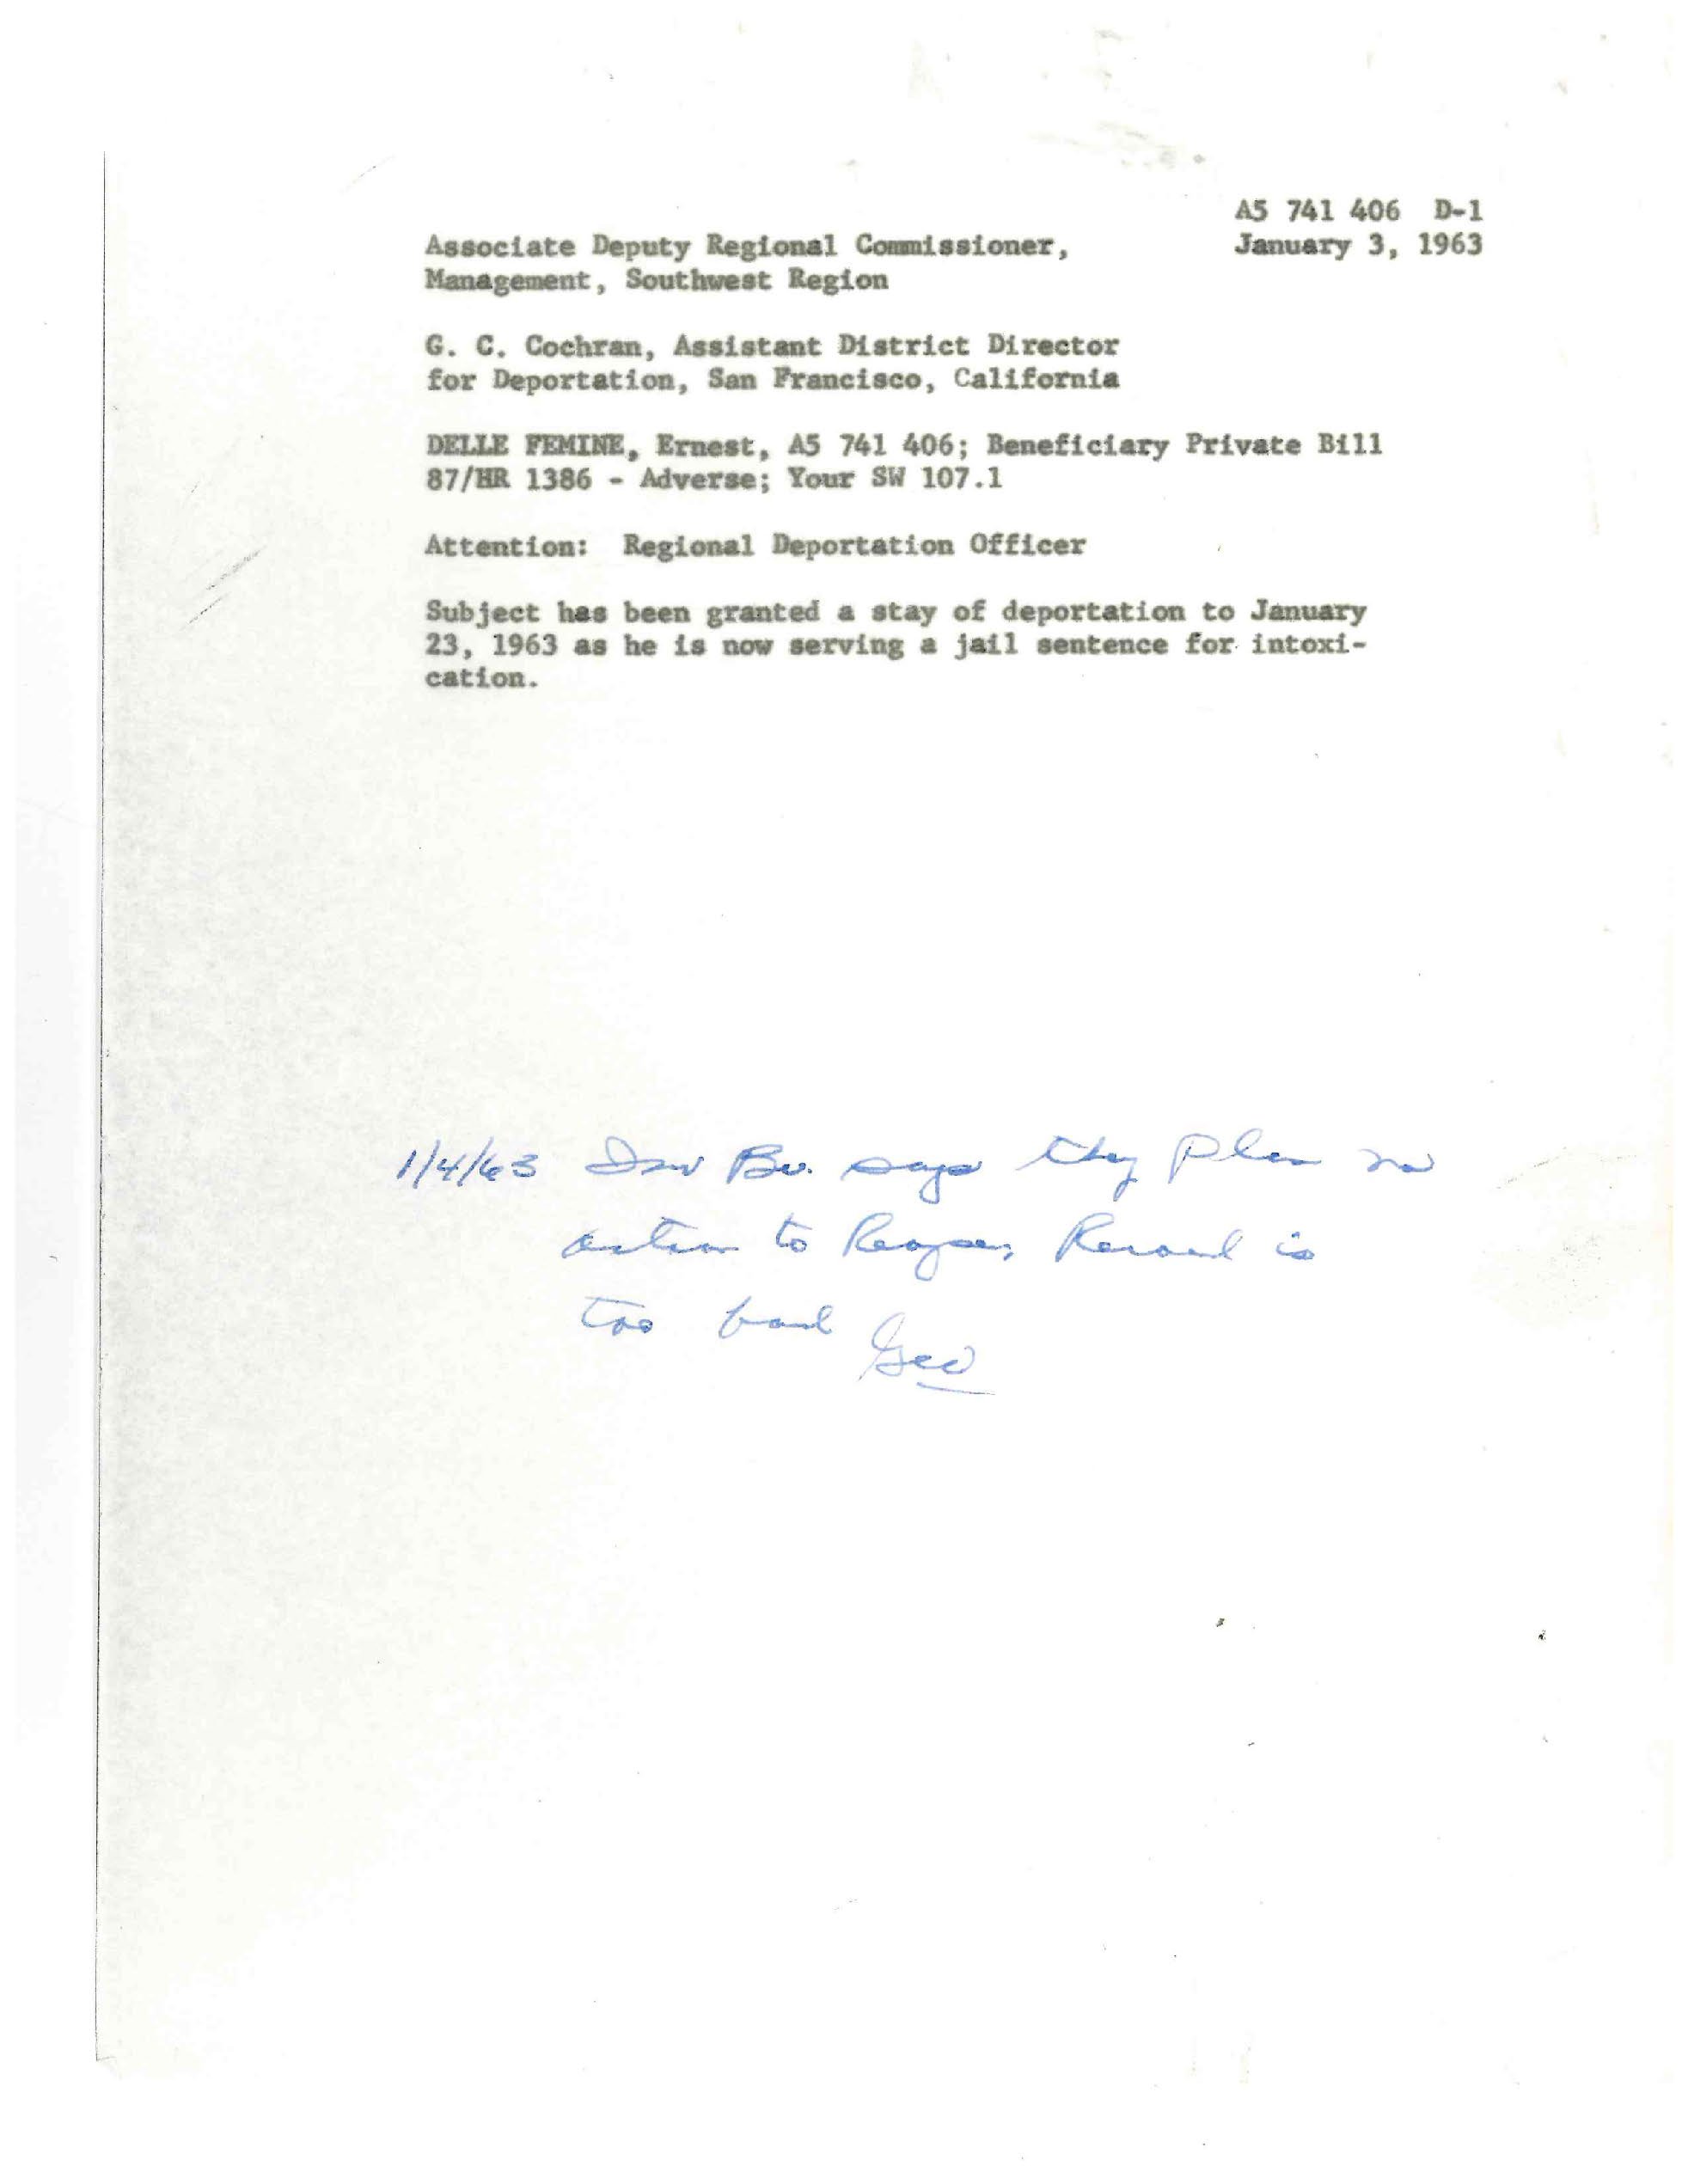 A5 741 406 D-1
Associate Deputy Regional Commissioner, January 3, 1963
Management, Southwest Region
G. C. Cochran, Assistant District Director
for Deportation, San Francisco, California
DELLE FEMINE, Ernest, A5 741 406; Beneficiary Private Bill
87/HR 1386 - Adverse; Your SW 107.1
Attention: Regional Deportation Officer
Subject has been granted a stay of deportation to January
23, 1963 as he is now serving a jail sentence for intoxi-
cation.
1/4/63 Inv Br. says they plan no
action to Reopen, Record is
too bad